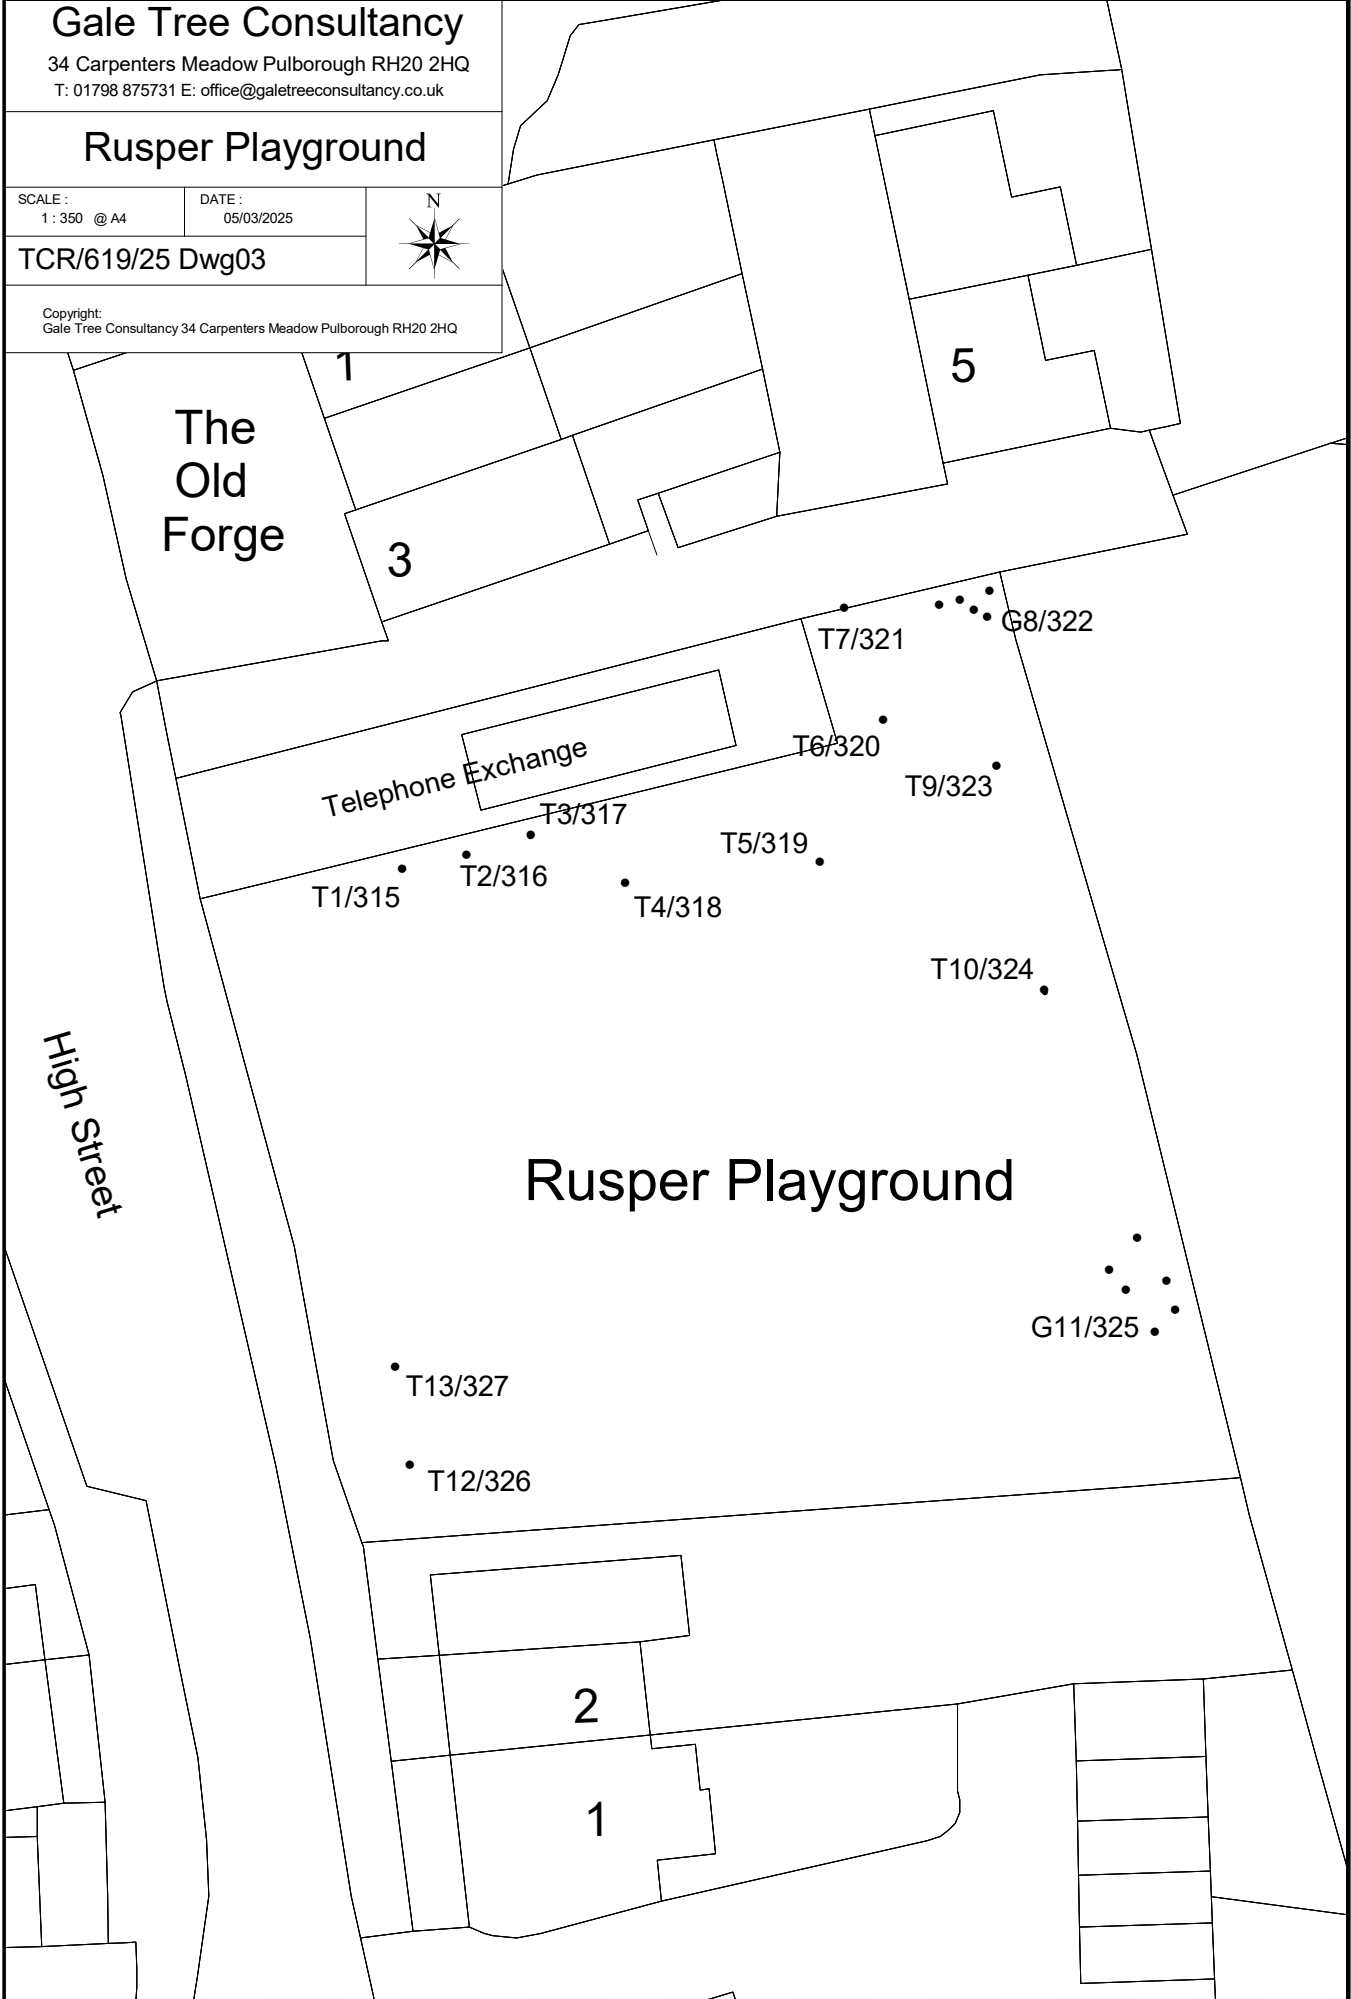 Gale Tree Consultancy
34 Carpenters Meadow Pulborough RH20 2HQ
T: 01798 875731 E: office@galetreeconsultancy.co.uk
Rusper Playground
SCALE :
1 : 350 @ A4
DATE :
05/03/2025
N
TCR/619/25 Dwg03
Copyright:
Gale Tree Consultancy 34 Carpenters Meadow Pulborough RH20 2HQ
1
5
The
Old
Forge
3
G8/322
T7/321
T6/320
Telephone Exchange
T9/323
T3/317
T5/319
T2/316
T1/315
T4/318
T10/324
High Street
Rusper Playground
G11/325
T13/327
T12/326
2
1